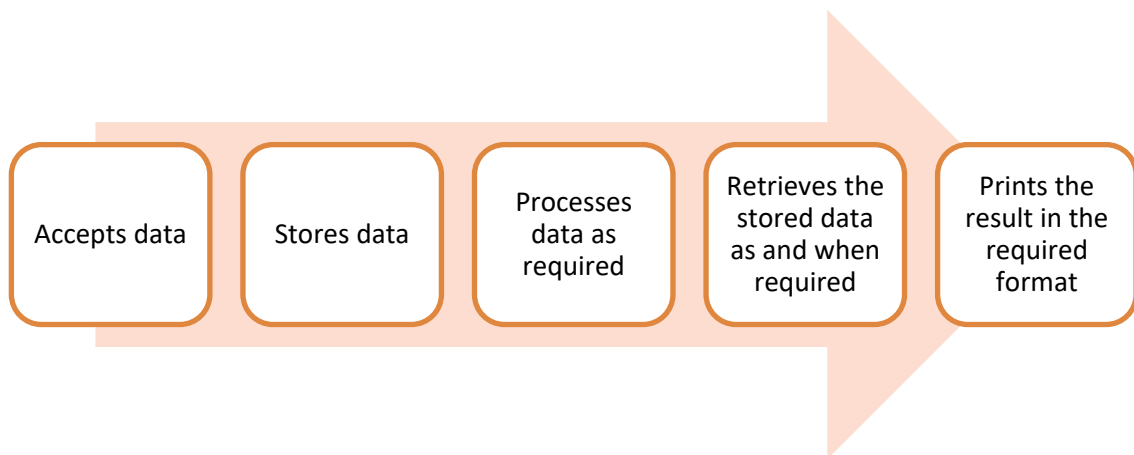 Accepts data
Stores data
Processes
data as
required
Retrieves the
stored data
as and when
required
Prints the
result in the
required
format